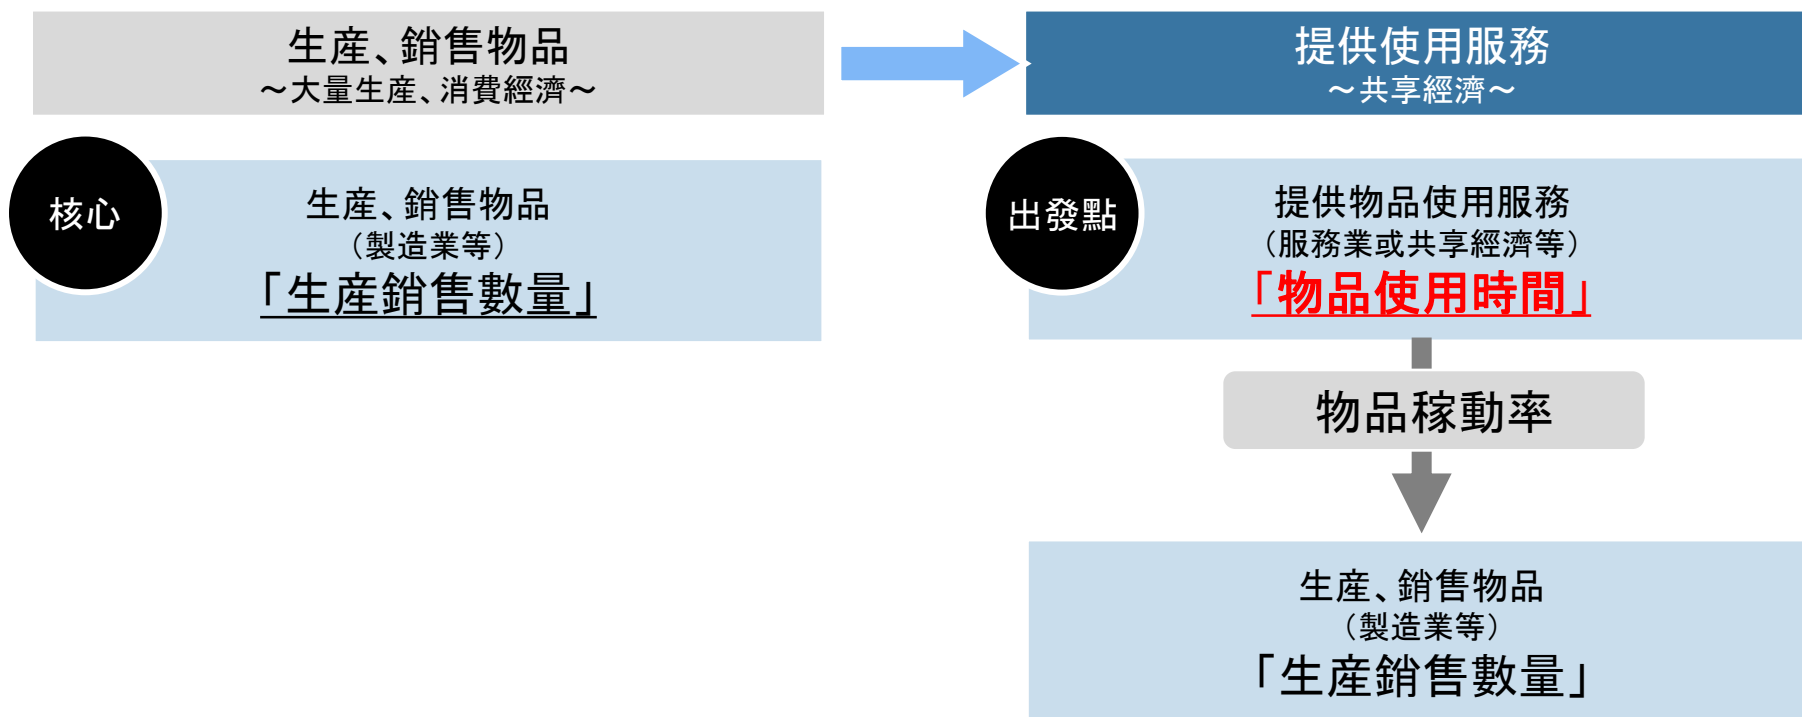 生産、銷售物品
～大量生産、消費經濟～
核心
生産、銷售物品
（製造業等）
「生産銷售數量」
提供使用服務
～共享經濟～
出發點
提供物品使用服務
（服務業或共享經濟等）
「物品使用時間」
物品稼動率
生産、銷售物品
（製造業等）
「生産銷售數量」